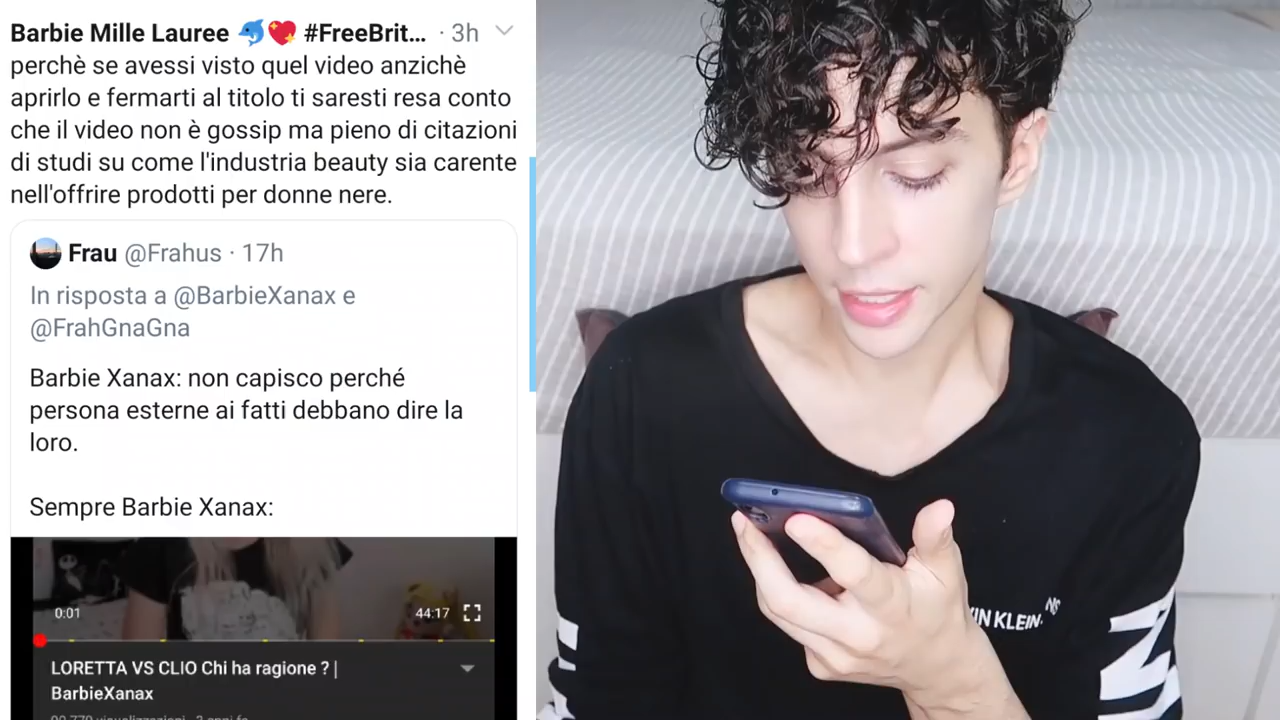 Barbie Mille Lauree 🐬💖 #FreeBrit... · 3h
perchè se avessi visto quel video anzichè
aprirlo e fermarti al titolo ti saresti resa conto
che il video non è gossip ma pieno di citazioni
di studi su come l'industria beauty sia carente
nell'offrire prodotti per donne nere.
Frau @Frahus · 17h
In risposta a @BarbieXanax e
@FrahGnaGna
Barbie Xanax: non capisco perché
persona esterne ai fatti debbano dire la
loro.
Sempre Barbie Xanax:
0:01
44:17
LORETTA VS CLIO Chi ha ragione ? |
BarbieXanax
KLEIN